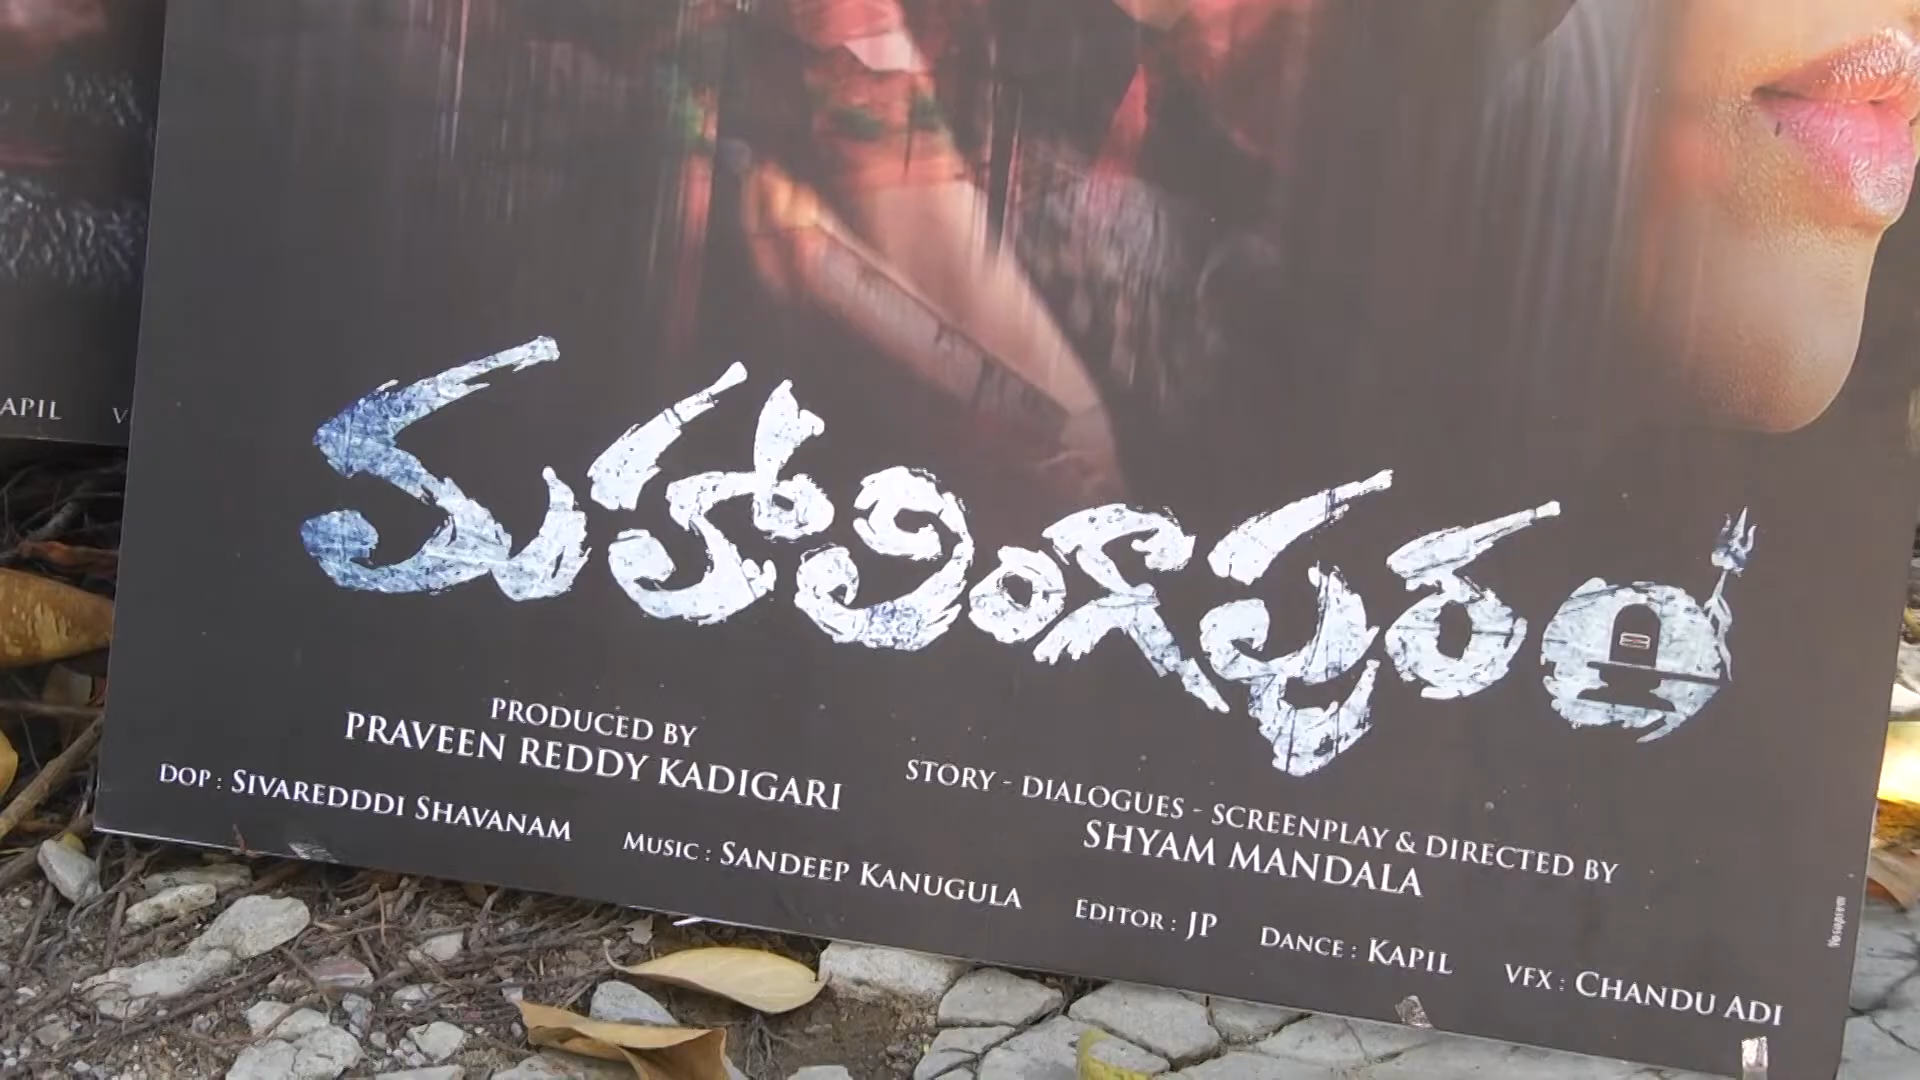 APIL V
మహాలింగాపురం
PRODUCED BY
PRAVEEN REDDY KADIGARI
STORY - DIALOGUES - SCREENPLAY & DIRECTED BY
SHYAM MANDALA
DOP : SIVAREDDDI SHAVANAM MUSIC : SANDEEP KANUGULA EDITOR : JP DANCE : KAPIL VFX : CHANDU ADI